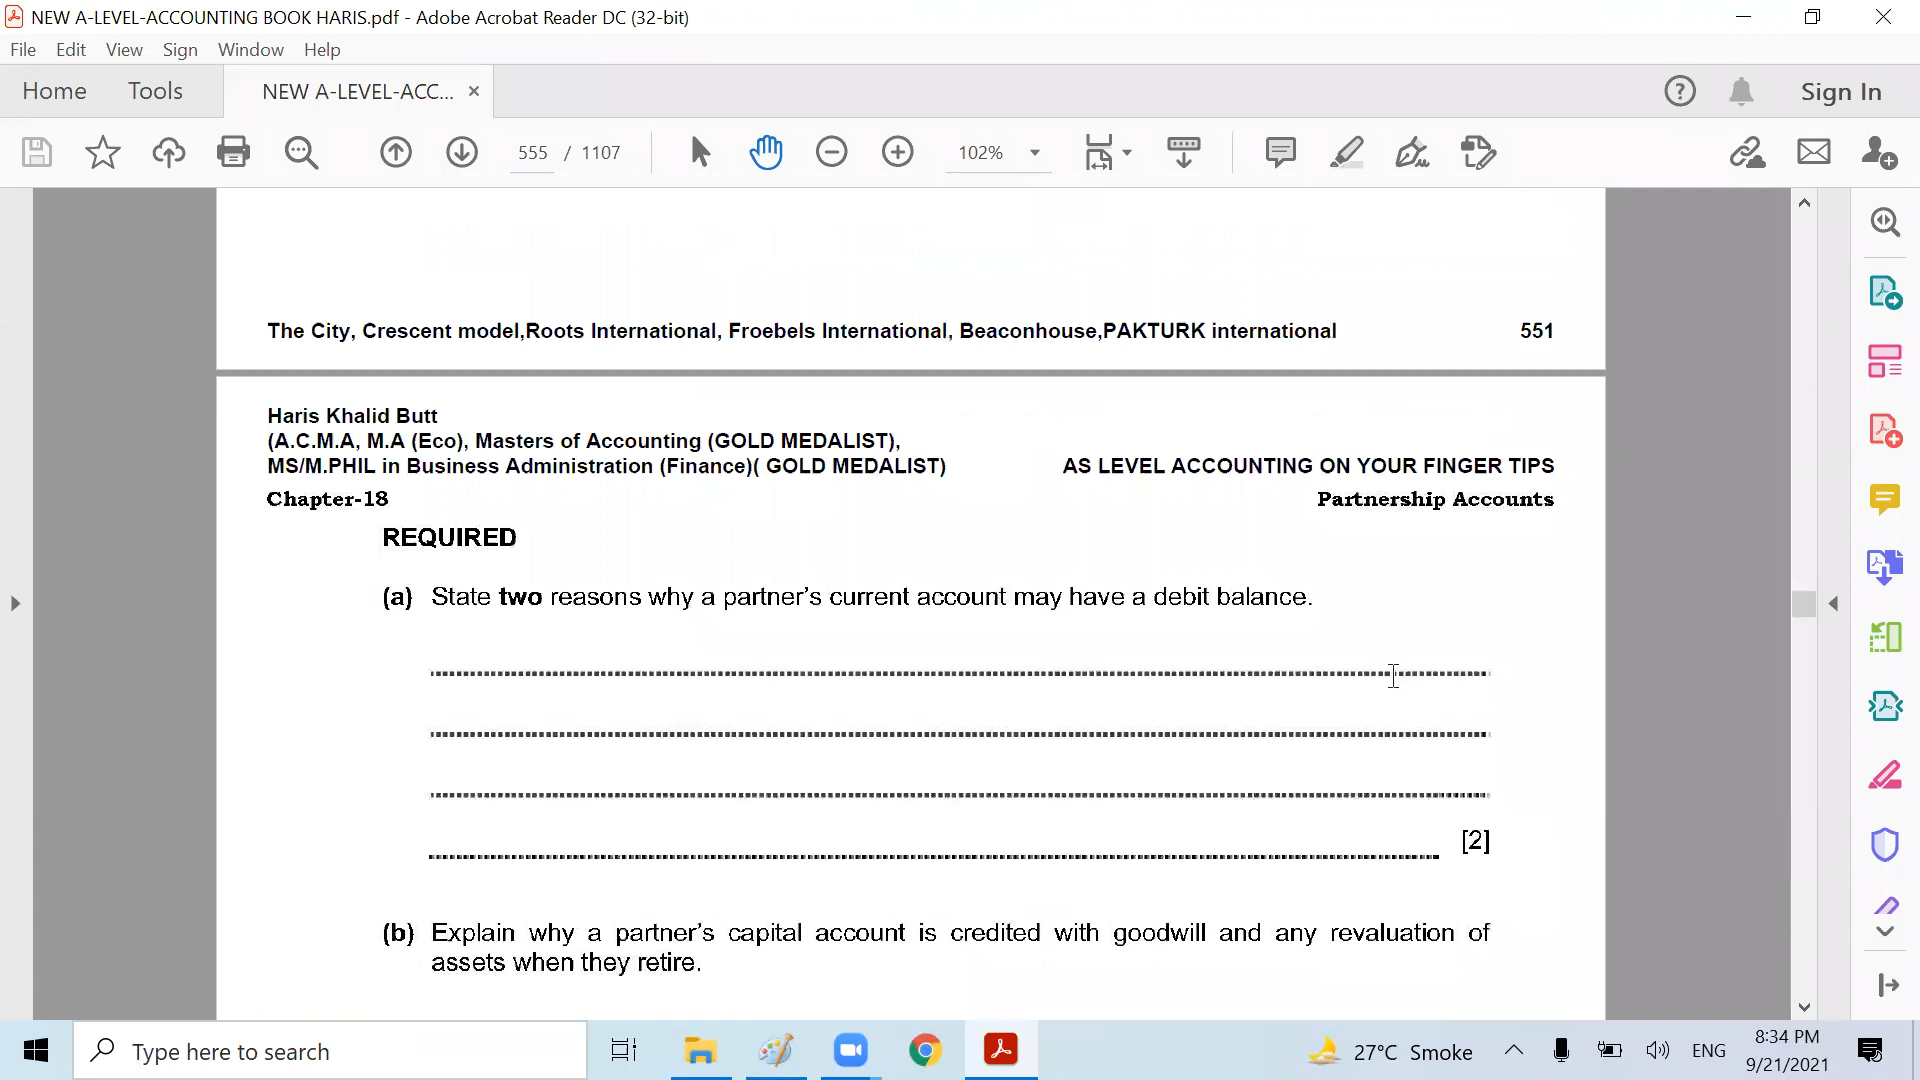 NEW A-LEVEL-ACCOUNTING BOOK HARIS.pdf - Adobe Acrobat Reader DC (32-bit)
File Edit View Sign Window Help
Home Tools NEW A-LEVEL-ACC... × Sign In
555 / 1107 102%
The City, Crescent model,Roots International, Froebels International, Beaconhouse,PAKTURK international 551
Haris Khalid Butt
(A.C.M.A, M.A (Eco), Masters of Accounting (GOLD MEDALIST),
MS/M.PHIL in Business Administration (Finance)( GOLD MEDALIST) AS LEVEL ACCOUNTING ON YOUR FINGER TIPS
Chapter-18 Partnership Accounts
REQUIRED
(a) State two reasons why a partner's current account may have a debit balance.
[2]
(b) Explain why a partner's capital account is credited with goodwill and any revaluation of
assets when they retire.
Type here to search 27°C Smoke ENG 8:34 PM
9/21/2021